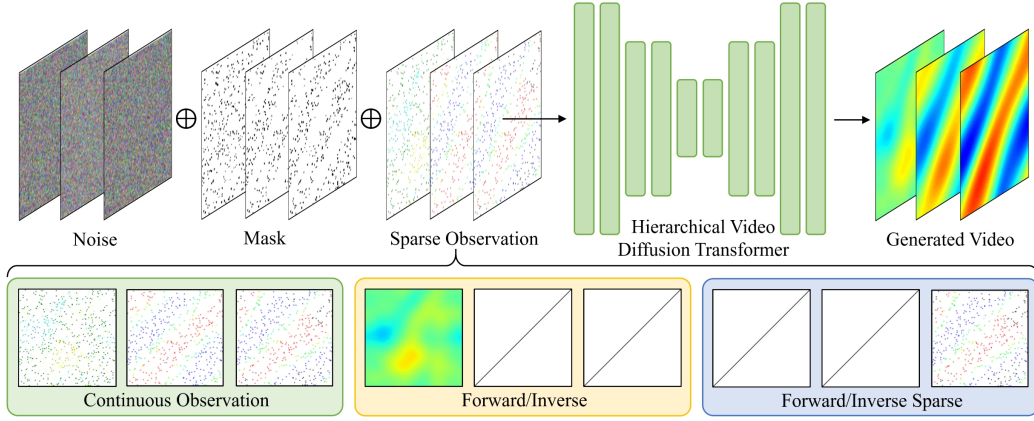 Noise
Mask
Sparse Observation
Hierarchical Video
Diffusion Transformer
Generated Video
Continuous Observation
Forward/Inverse
Forward/Inverse Sparse